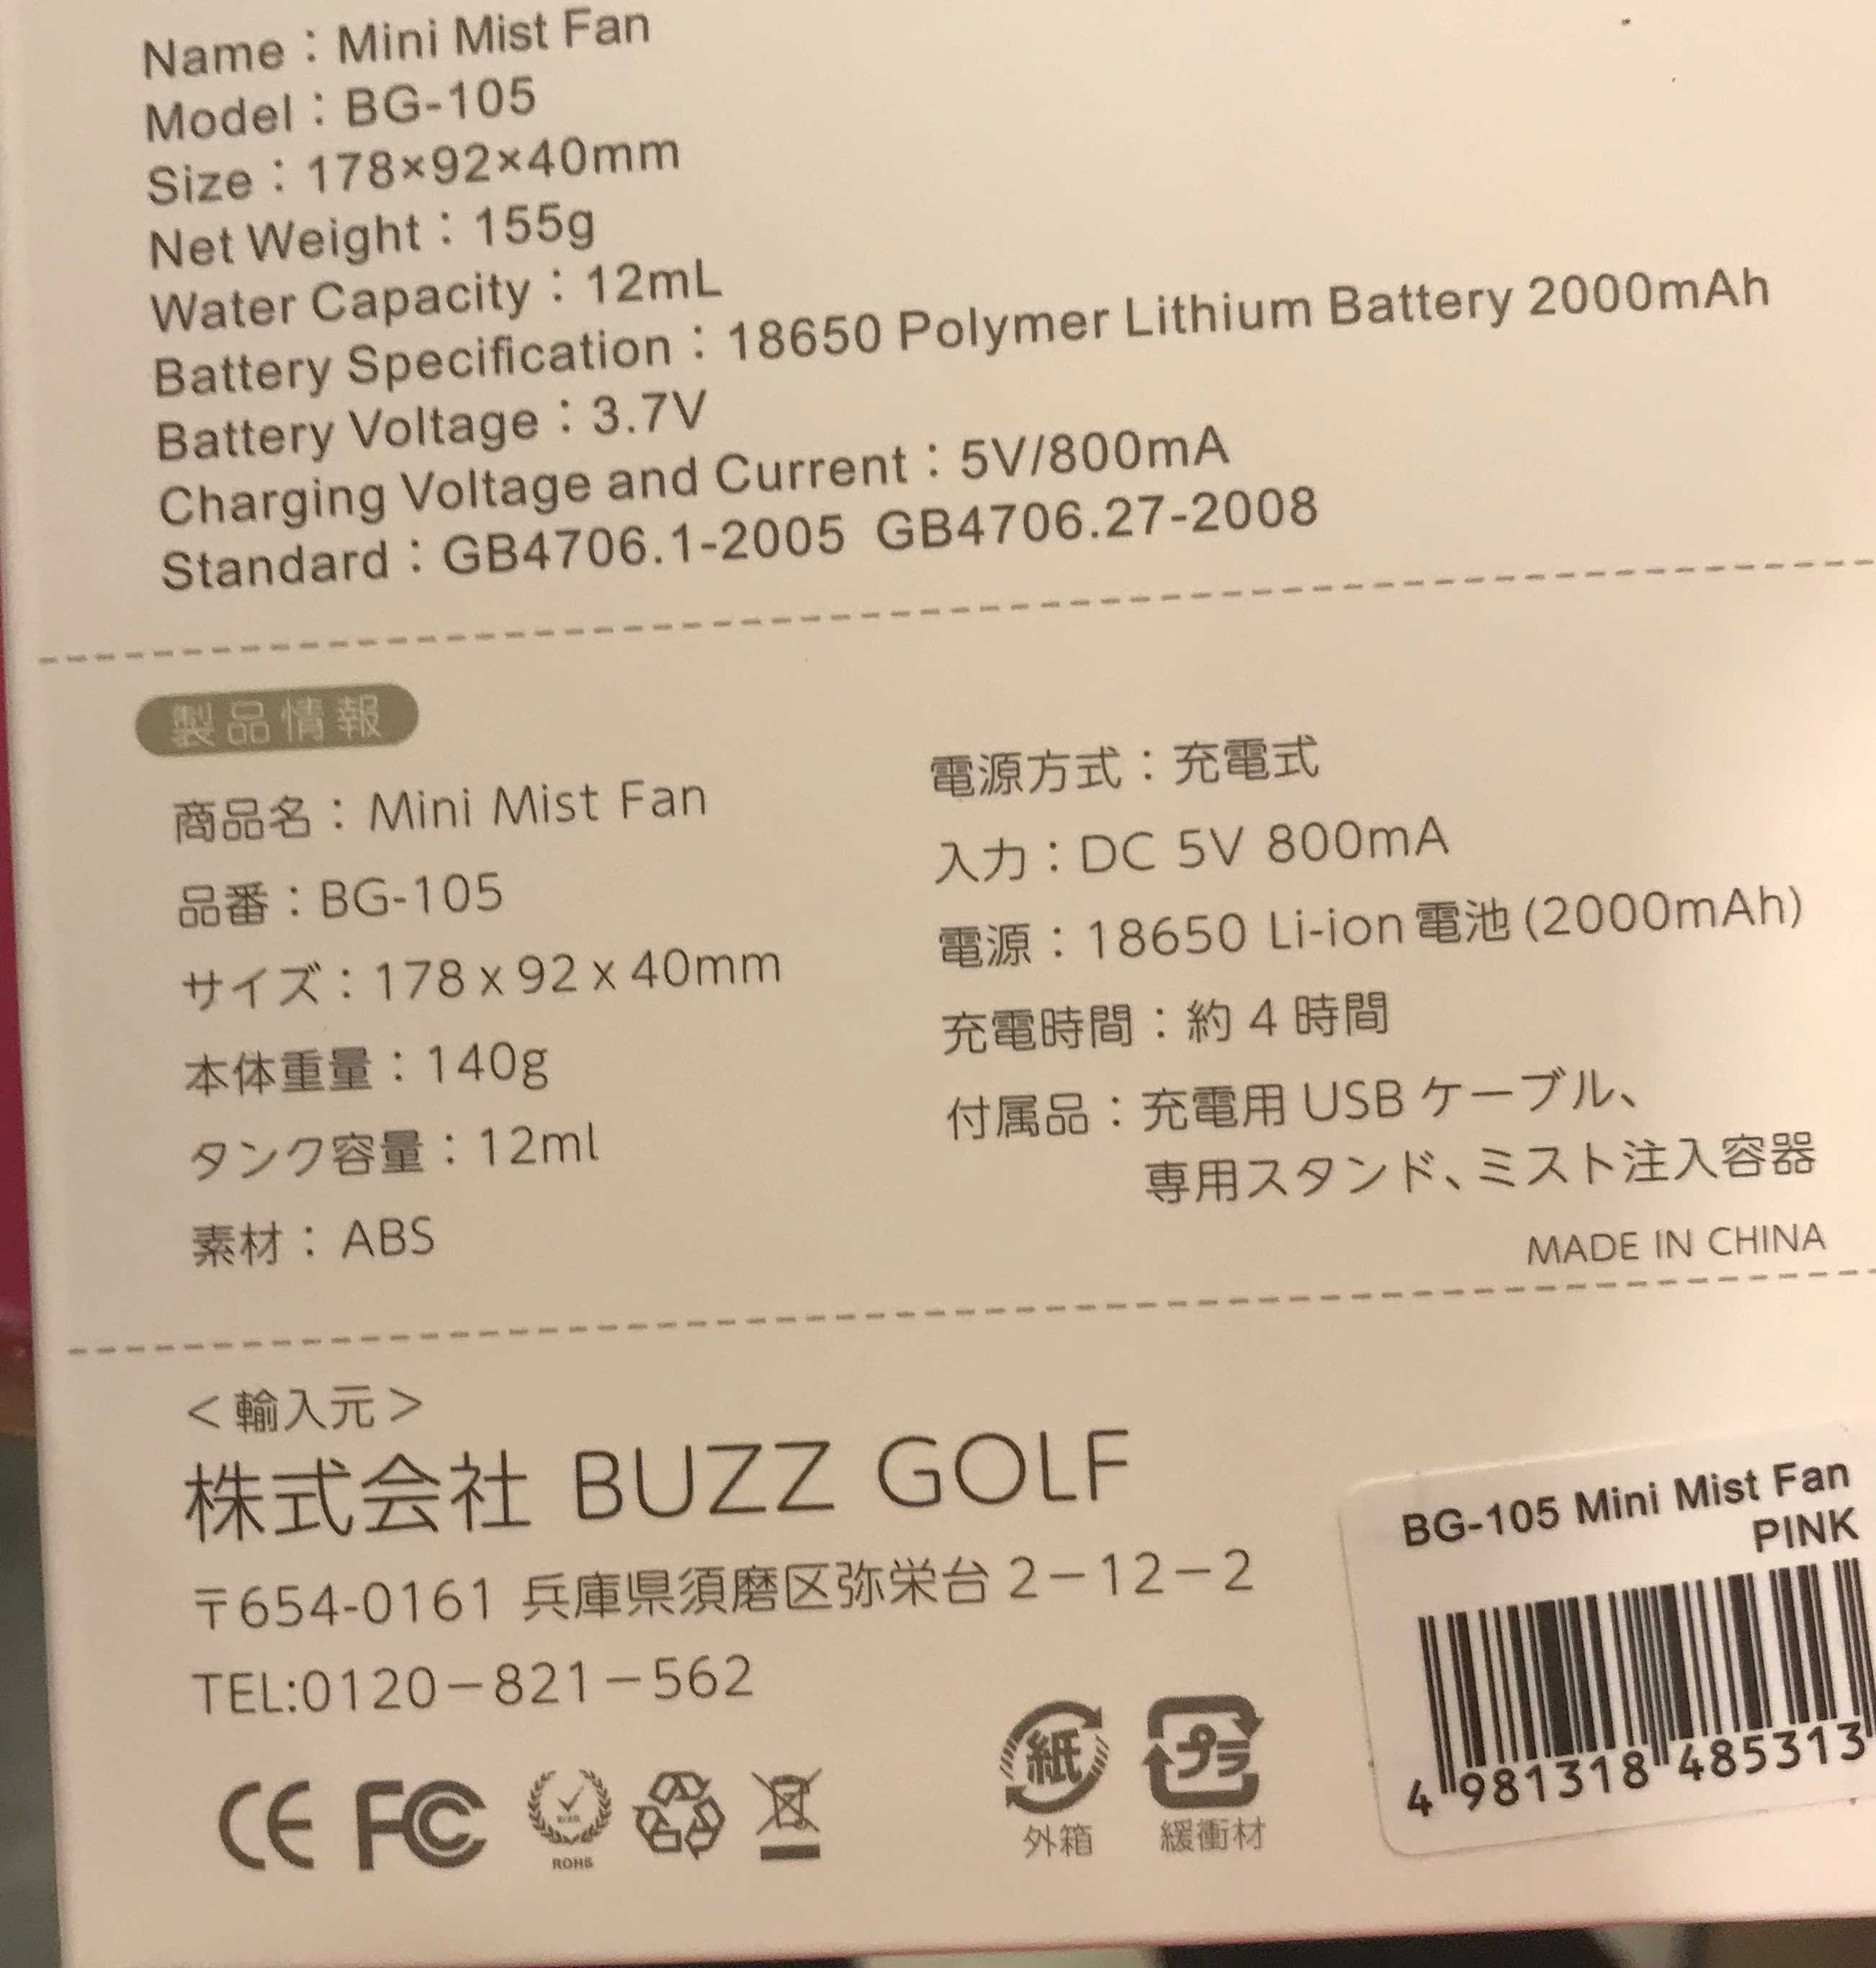 Name：Mini Mist Fan
Model：BG-105
Size：178×92×40mm
Net Weight：155g
Water Capacity：12mL
Battery Specification：18650 Polymer Lithium Battery 2000mAh
Battery Voltage：3.7V
Charging Voltage and Current：5V/800mA
Standard：GB4706.1-2005 GB4706.27-2008
製品情報
商品名：Mini Mist Fan
品番：BG-105
サイズ：178 x 92 x 40mm
本体重量：140g
タンク容量：12ml
素材：ABS
電源方式：充電式
入力：DC 5V 800mA
電源：18650 Li-ion電池(2000mAh)
充電時間：約4時間
付属品：充電用USBケーブル、
専用スタンド、ミスト注入容器
MADE IN CHINA
＜輸入元＞
株式会社 BUZZ GOLF
〒654-0161 兵庫県須磨区弥栄台2－12－2
TEL:0120－821－562
CE FC
ROHS
紙
外箱
プラ
緩衝材
BG-105 Mini Mist Fan
PINK
4 981318 485313